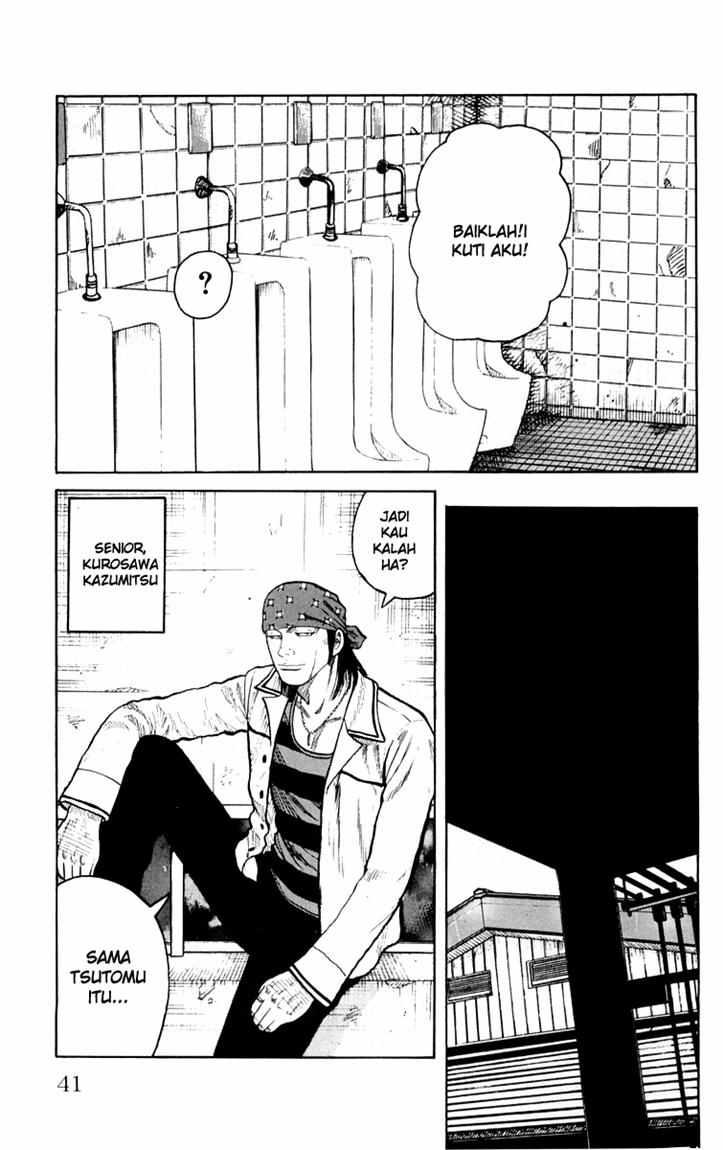 BAIKLAH!I
KUTI AKU!
?
JADI
KAU
KALAH
HA?
SENIOR,
KUROSAWA
KAZUMITSU
SAMA
TSUTOMU
ITU...
41